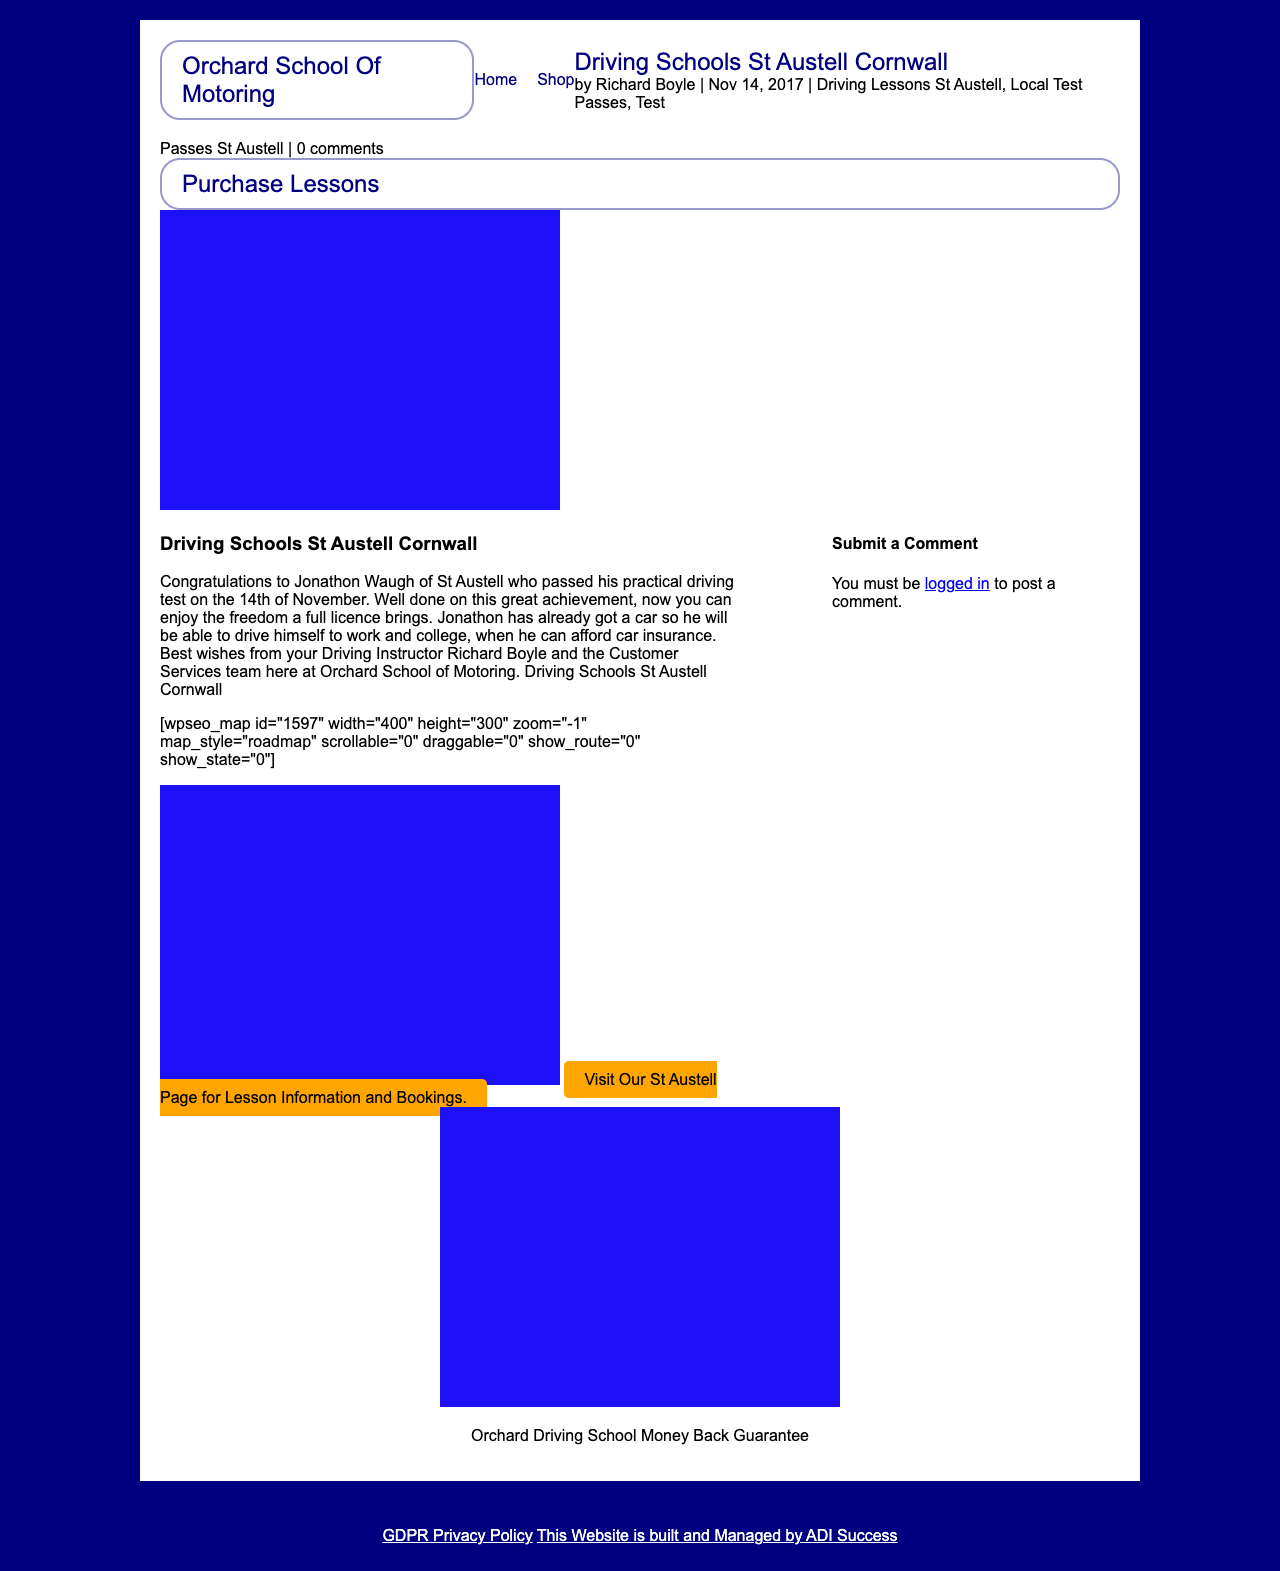 Orchard School Of
Motoring
Home Shop
Driving Schools St Austell Cornwall
by Richard Boyle | Nov 14, 2017 | Driving Lessons St Austell, Local Test
Passes, Test
Passes St Austell | 0 comments
Purchase Lessons
Driving Schools St Austell Cornwall
Congratulations to Jonathon Waugh of St Austell who passed his practical driving
test on the 14th of November. Well done on this great achievement, now you can
enjoy the freedom a full licence brings. Jonathon has already got a car so he will
be able to drive himself to work and college, when he can afford car insurance.
Best wishes from your Driving Instructor Richard Boyle and the Customer
Services team here at Orchard School of Motoring. Driving Schools St Austell
Cornwall
[wpseo_map id="1597" width="400" height="300" zoom="-1"
map_style="roadmap" scrollable="0" draggable="0" show_route="0"
show_state="0"]
Submit a Comment
You must be logged in to post a
comment.
Visit Our St Austell
Page for Lesson Information and Bookings.
Orchard Driving School Money Back Guarantee
GDPR Privacy Policy This Website is built and Managed by ADI Success